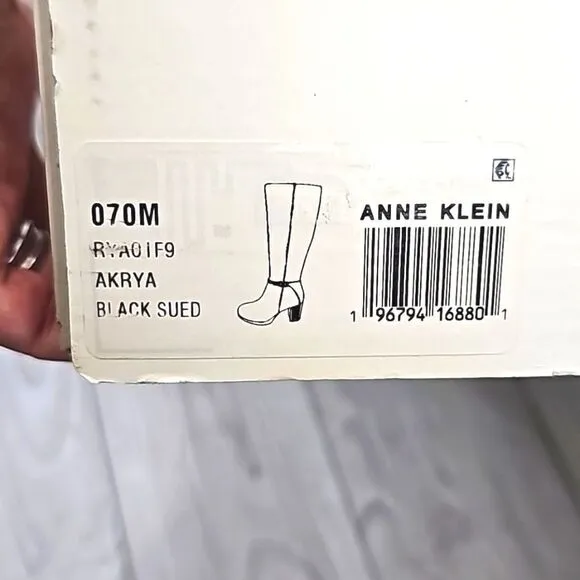 070M
RYA01F9
AKRYA
BLACK SUED
ANNE KLEIN
1 96794 16880 1